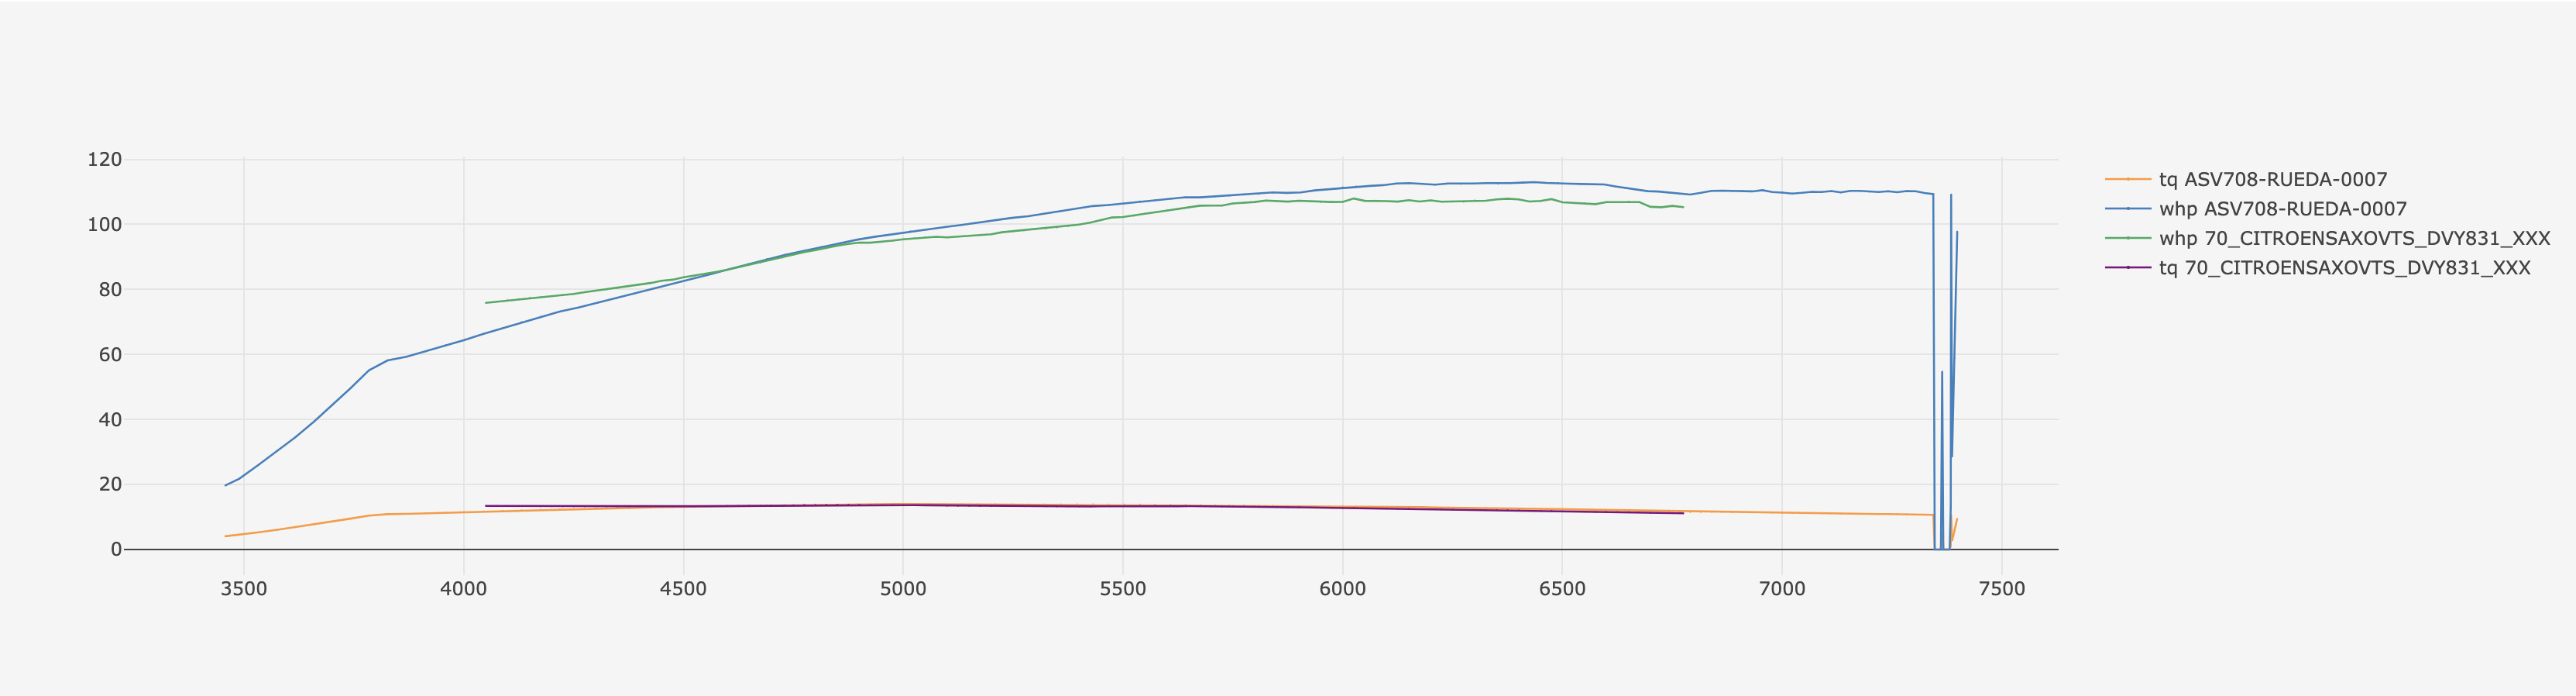 120
100
80
60
40
20
0
3500 4000 4500 5000 5500 6000 6500 7000 7500
tq ASV708-RUEDA-0007
whp ASV708-RUEDA-0007
whp 70_CITROENSAXOVTS_DVY831_XXX
tq 70_CITROENSAXOVTS_DVY831_XXX